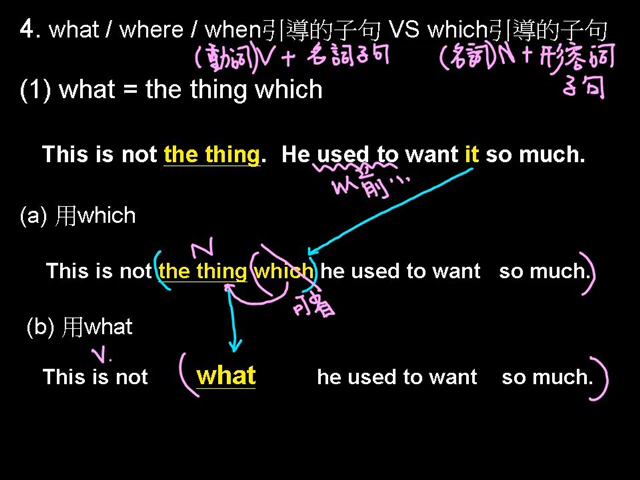 4. what / where / when引導的子句 VS which引導的子句
(動詞)V + 名詞子句 (名詞)N + 形容詞子句
(1) what = the thing which
This is not the thing. He used to want it so much.
以前...
(a) 用which
N
This is not (the thing (which) he used to want so much.)
可省
(b) 用what
V.
This is not (what he used to want so much.)